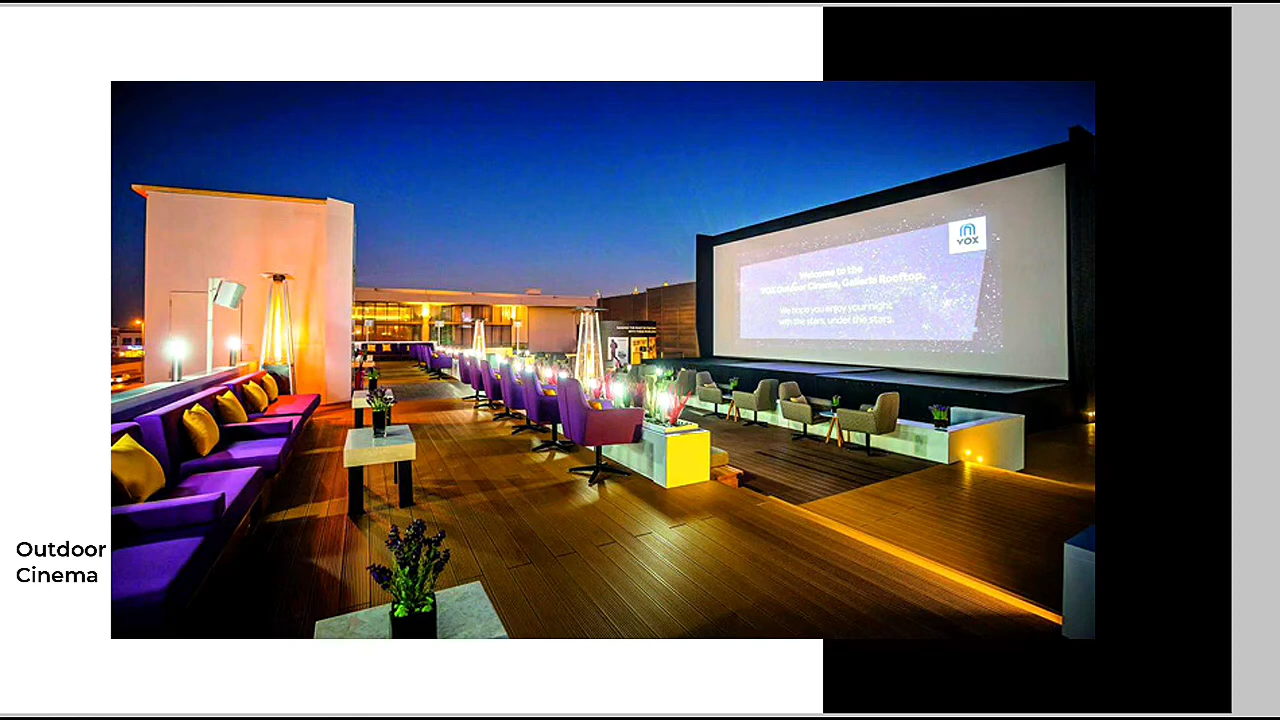 VOX
Welcome to the
VOX Outdoor Cinema, Galleria Rooftop.
We hope you enjoy your night
with the stars, under the stars.
Outdoor
Cinema